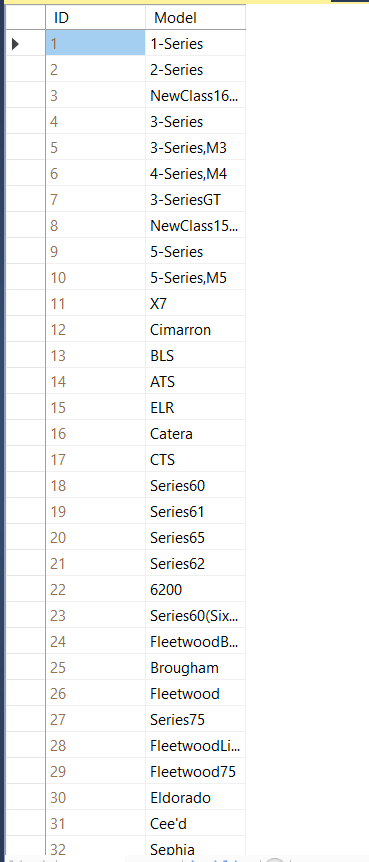 ID Model
1 1-Series
2 2-Series
3 NewClass16...
4 3-Series
5 3-Series,M3
6 4-Series,M4
7 3-SeriesGT
8 NewClass15...
9 5-Series
10 5-Series,M5
11 X7
12 Cimarron
13 BLS
14 ATS
15 ELR
16 Catera
17 CTS
18 Series60
19 Series61
20 Series65
21 Series62
22 6200
23 Series60(Six...
24 FleetwoodB...
25 Brougham
26 Fleetwood
27 Series75
28 FleetwoodLi...
29 Fleetwood75
30 Eldorado
31 Cee'd
32 Sephia